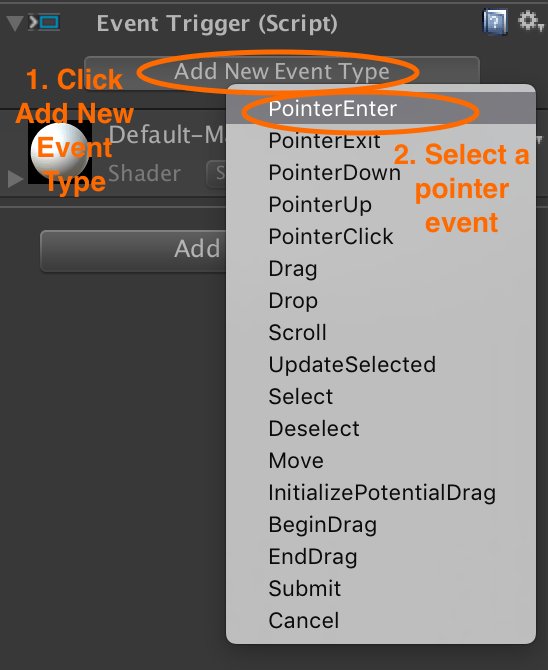 Event Trigger (Script)
Add New Event Type
1. Click
Add New
Event
Type
Default-Ma
Shader
S
Add
PointerEnter
PointerExit
PointerDown
PointerUp
PointerClick
Drag
Drop
Scroll
UpdateSelected
Select
Deselect
Move
InitializePotentialDrag
BeginDrag
EndDrag
Submit
Cancel
2. Select a
pointer
event